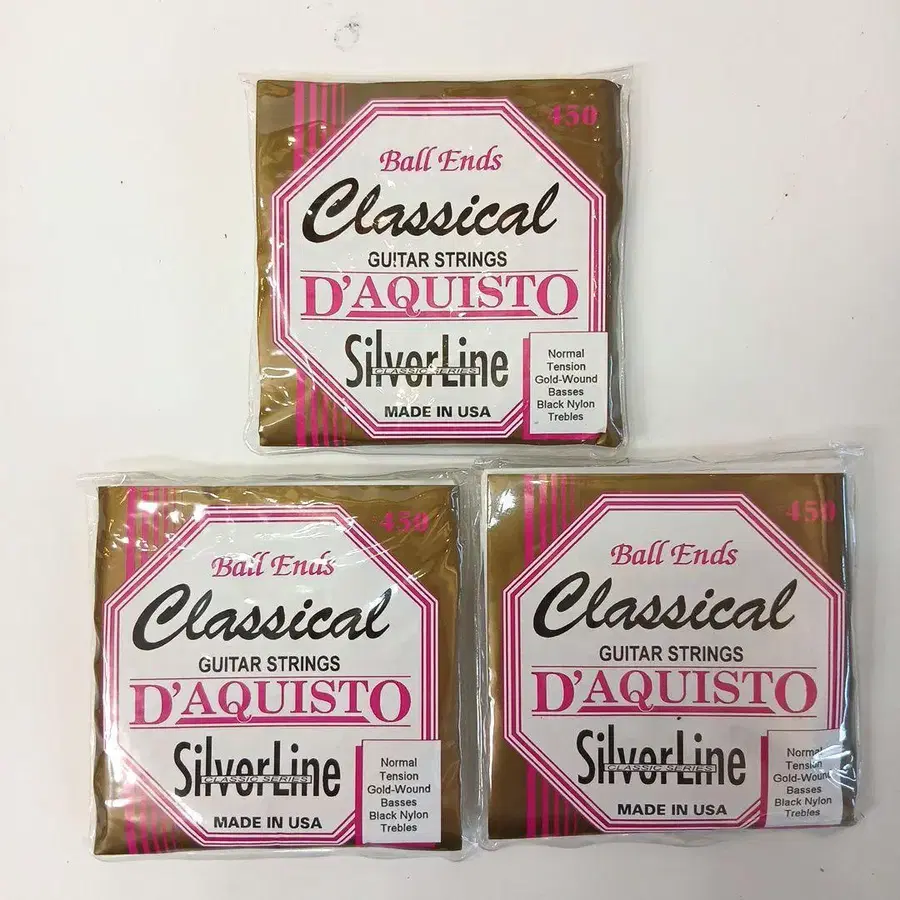 450
Ball Ends
Classical
GUITAR STRINGS
D'AQUISTO
SilverLine
CLASSIC SERIES
MADE IN USA
Normal
Tension
Gold-Wound
Basses
Black Nylon
Trebles
450
Ball Ends
Classical
GUITAR STRINGS
D'AQUISTO
SilverLine
CLASSIC SERIES
MADE IN USA
Normal
Tension
Gold-Wound
Basses
Black Nylon
Trebles
450
Ball Ends
Classical
GUITAR STRINGS
D'AQUISTO
SilverLine
CLASSIC SERIES
MADE IN USA
Normal
Tension
Gold-Wound
Basses
Black Nylon
Trebles